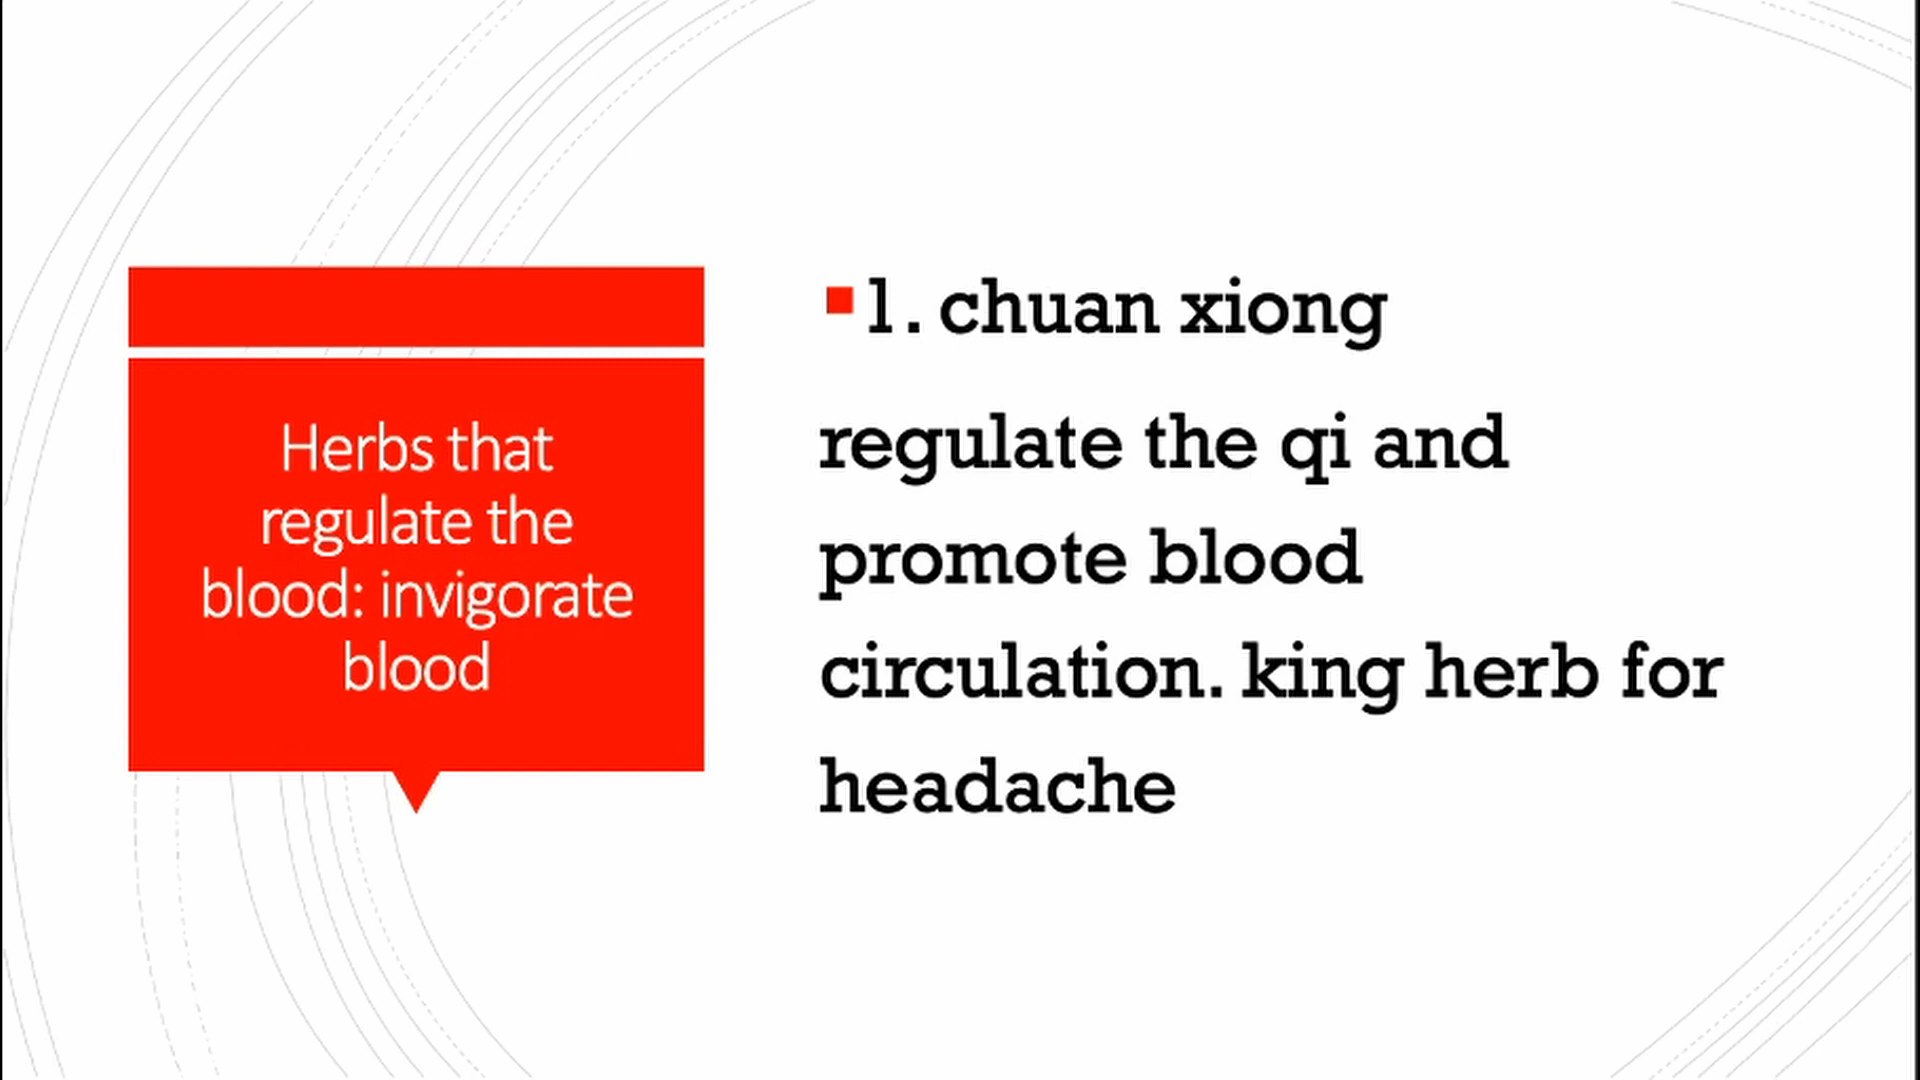 Herbs that
regulate the
blood: invigorate
blood
1. chuan xiong
regulate the qi and
promote blood
circulation. king herb for
headache